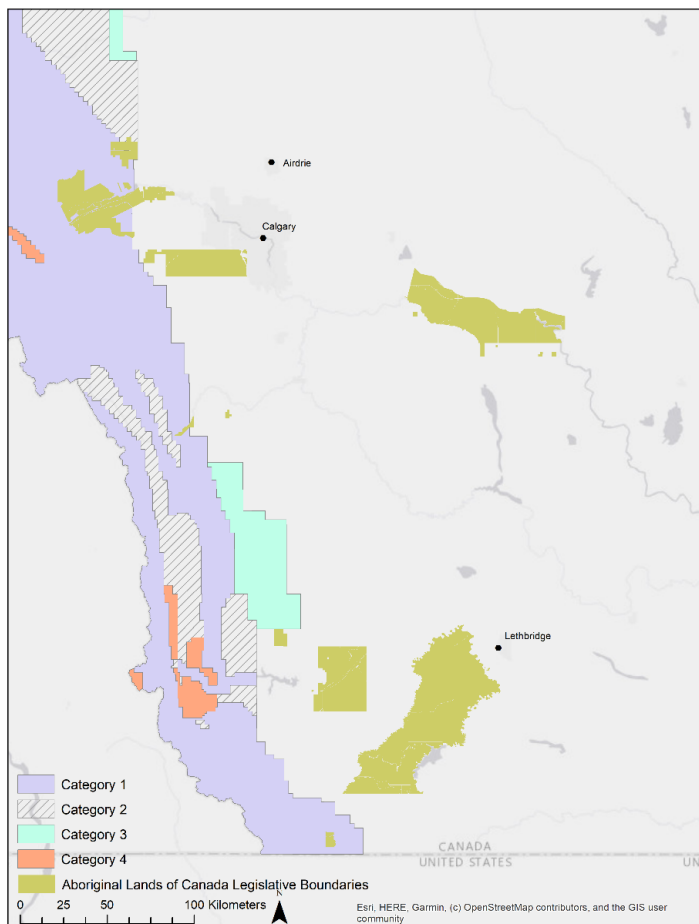 Airdrie
Calgary
Lethbridge
CANADA
UNITED STATES
UN
Category 1
Category 2
Category 3
Category 4
Aboriginal Lands of Canada Legislative Boundaries
N
0 25 50 100 Kilometers
Esri, HERE, Garmin, (c) OpenStreetMap contributors, and the GIS user
community